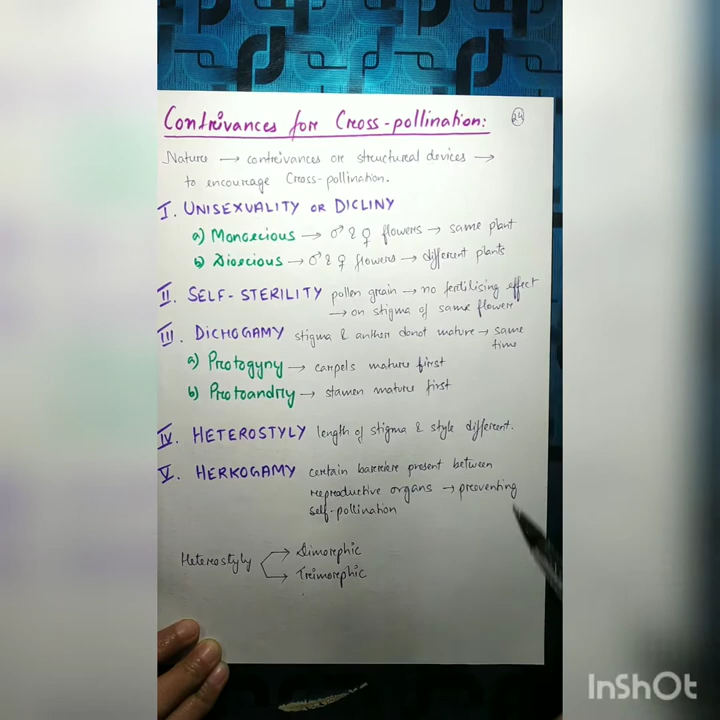 Contrivances for Cross-pollination: 24
Nature → contrivances or structural devices →
to encourage Cross-pollination.
I. UNISEXUALITY OR DICLINY
a) Monoecious → ♂ & ♀ flowers → same plant
b) Dioecious → ♂ & ♀ flowers → different plants
II. SELF-STERILITY pollen grain → no fertilising effect
→ on stigma of same flower
III. DICHOGAMY stigma & anther donot mature → same
time
a) Protogyny → carpels mature first
b) Protoandry → stamen mature first
IV. HETEROSTYLY length of stigma & style different.
V. HERKOGAMY certain barrier present between
reproductive organs → preventing
self-pollination
Heterostyly → Dimorphic
→ Trimorphic
InShOt